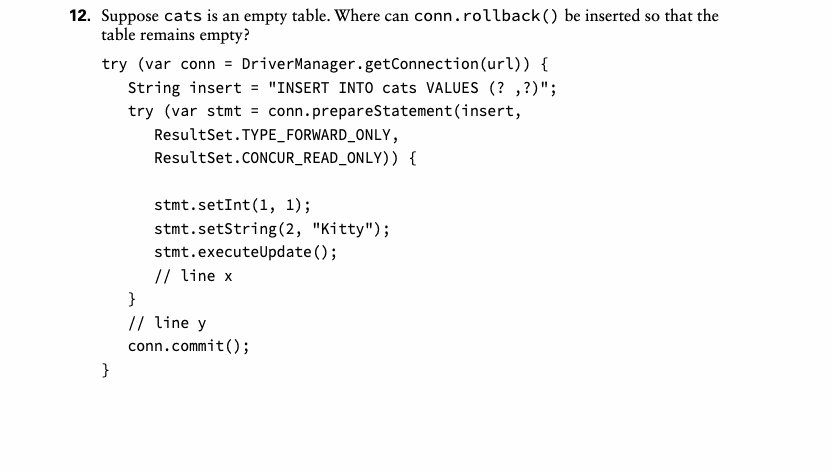 12. Suppose cats is an empty table. Where can conn.rollback() be inserted so that the
table remains empty?
try (var conn = DriverManager.getConnection(url)) {
String insert = "INSERT INTO cats VALUES (? ,?)";
try (var stmt = conn.prepareStatement(insert,
ResultSet.TYPE_FORWARD_ONLY,
ResultSet.CONCUR_READ_ONLY)) {
stmt.setInt(1, 1);
stmt.setString(2, "Kitty");
stmt.executeUpdate();
// line x
}
// line y
conn.commit();
}